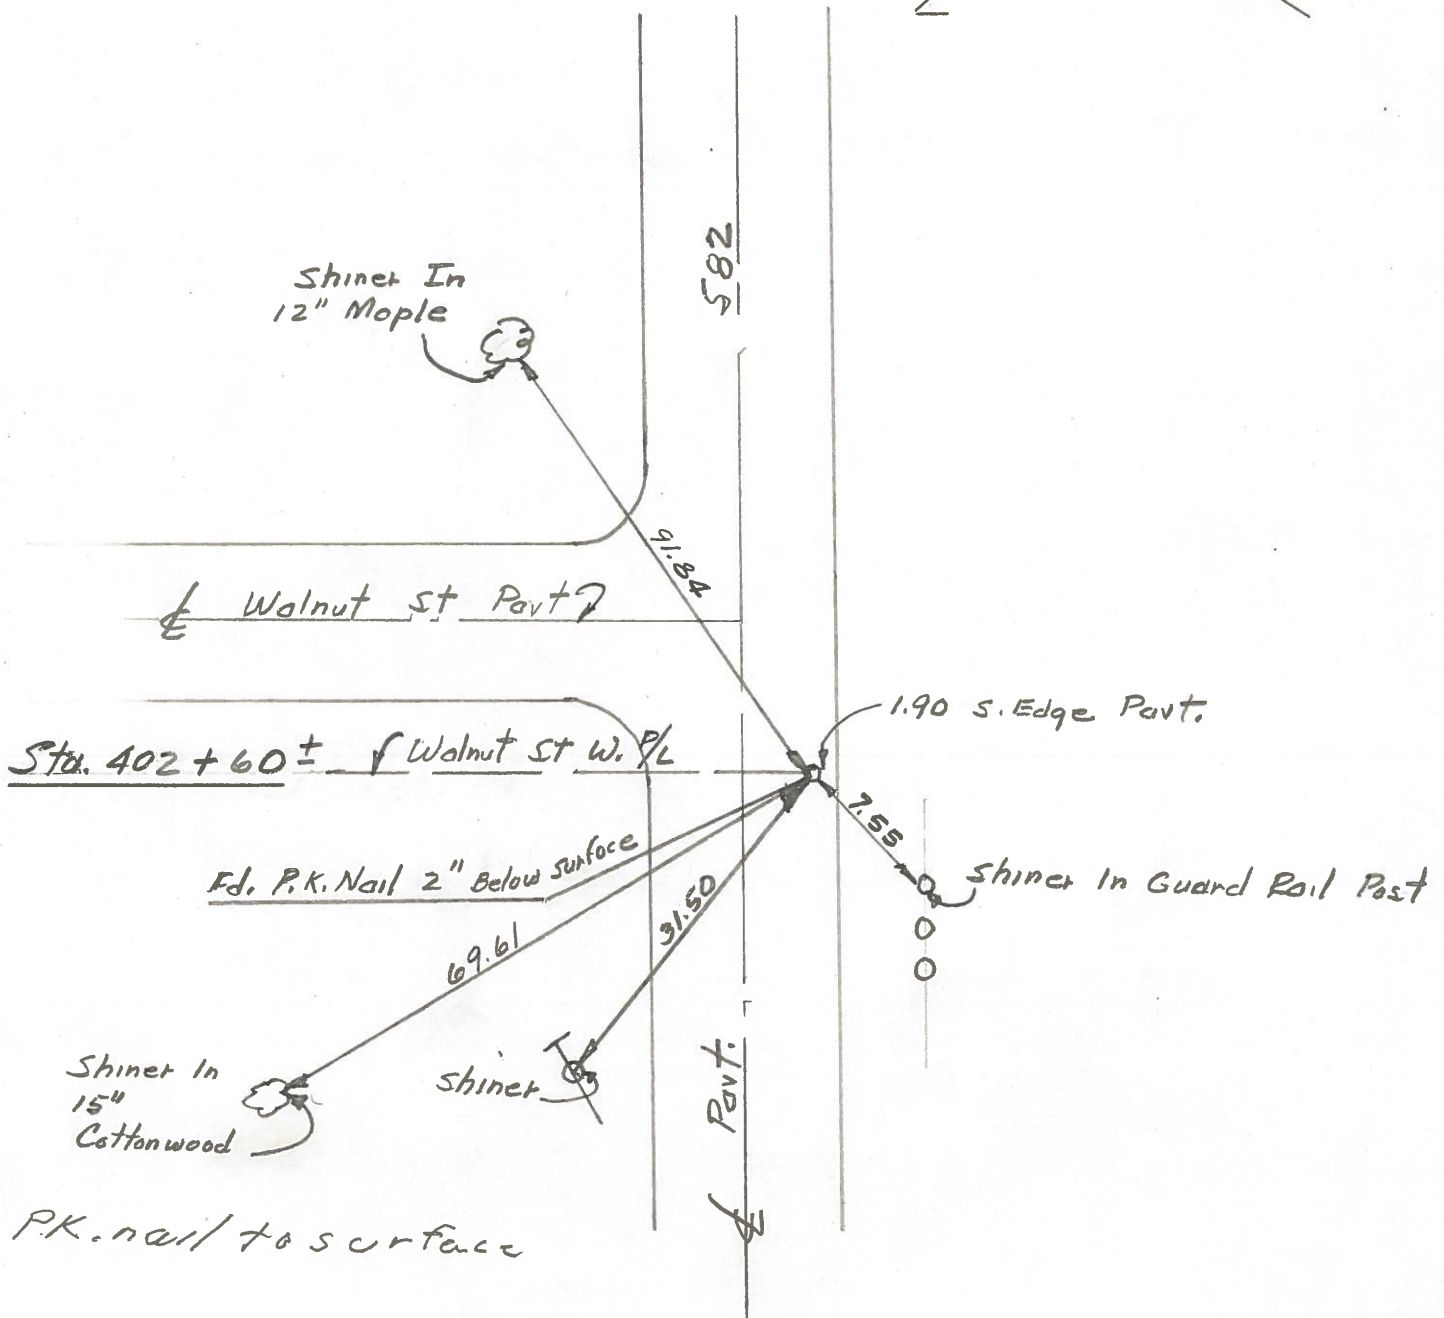 582
Shiner In
12" Maple
91.84
℄ Walnut St Pavt
1.90 S. Edge Pavt.
Sta. 402+60± Walnut St W. P/L
7.55
Fd. P.K. Nail 2" Below Surface
Shiner In Guard Rail Post
31.50
69.61
Shiner In
15"
Cottonwood
Shiner
℄ Pavt.
P.K. nail to surface